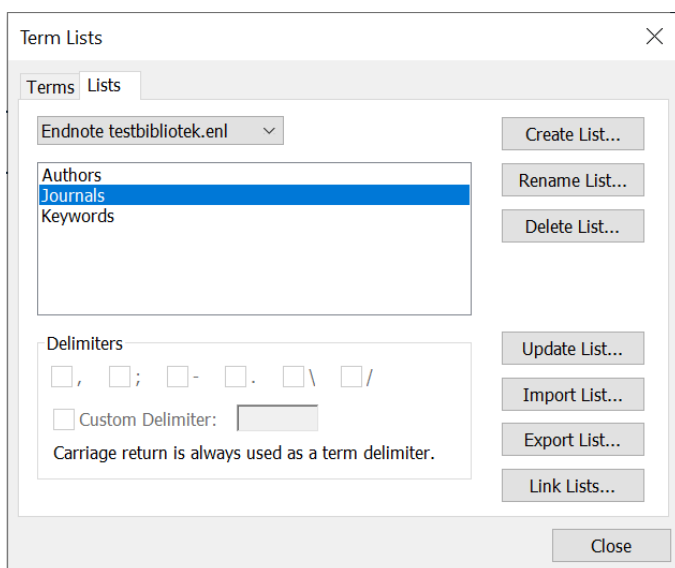 Term Lists
Terms Lists
Endnote testbibliotek.enl
Create List...
Authors
Journals
Keywords
Rename List...
Delete List...
Delimiters
, ; - . \ /
Custom Delimiter:
Carriage return is always used as a term delimiter.
Update List...
Import List...
Export List...
Link Lists...
Close